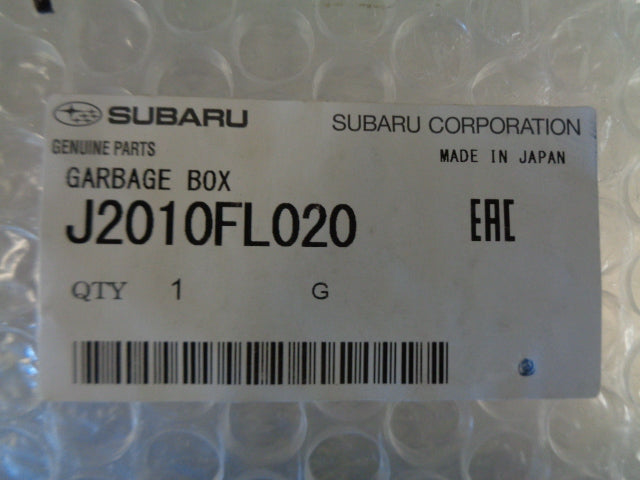 SUBARU SUBARU CORPORATION
GENUINE PARTS MADE IN JAPAN
GARBAGE BOX
J2010FL020 EAC
QTY 1 G